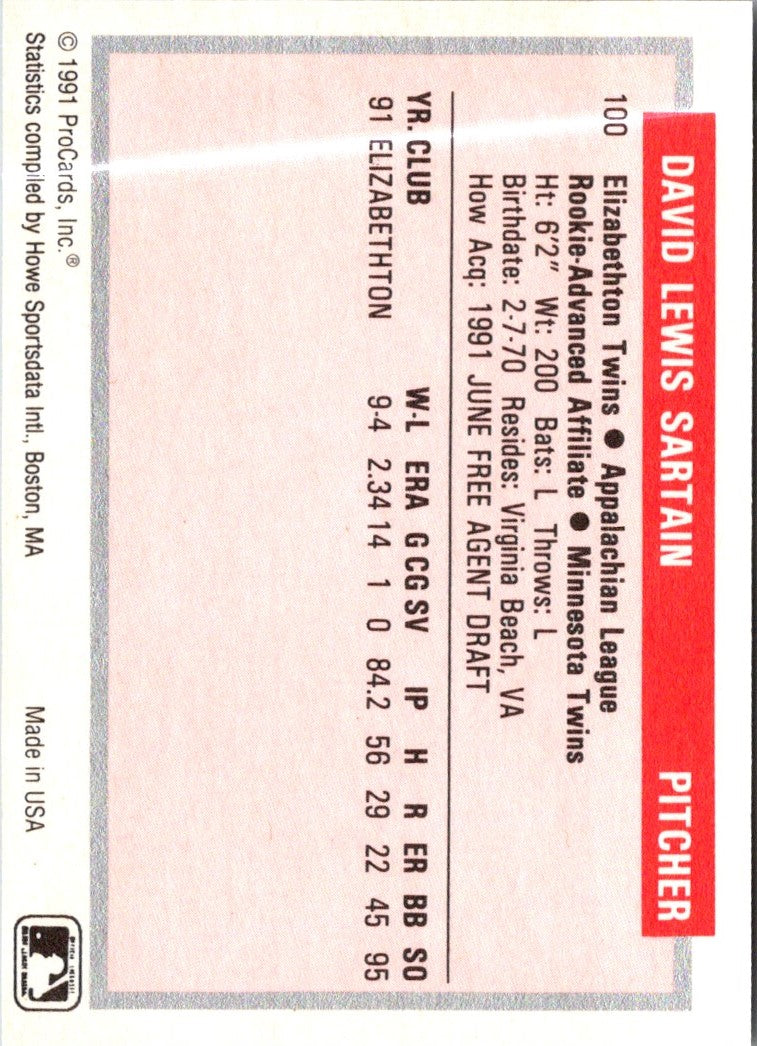 DAVID LEWIS SARTAIN PITCHER
100 Elizabethton Twins ● Appalachian League
Rookie-Advanced Affiliate ● Minnesota Twins
Ht: 6'2" Wt: 200 Bats: L Throws: L
Birthdate: 2-7-70 Resides: Virginia Beach, VA
How Acq: 1991 JUNE FREE AGENT DRAFT
YR. CLUB W-L ERA G CG SV IP H R ER BB SO
91 ELIZABETHTON 9-4 2.34 14 1 0 84.2 56 29 22 45 95
© 1991 ProCards, Inc.®
Statistics compiled by Howe Sportsdata Intl., Boston, MA Made in USA